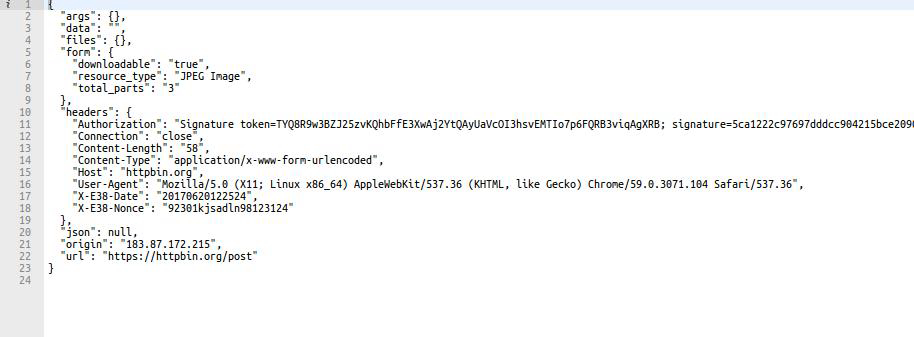 i 1 {
2 "args": {},
3 "data": "",
4 "files": {},
5 "form": {
6 "downloadable": "true",
7 "resource_type": "JPEG Image",
8 "total_parts": "3"
9 },
10 "headers": {
11 "Authorization": "Signature token=TYQ8R9w3BZJ25zvKQhbFfE3XwAj2YtQAyUaVcOI3hsvEMTIo7p6FQRB3viqAgXRB; signature=5ca1222c97697dddcc904215bce2090
12 "Connection": "close",
13 "Content-Length": "58",
14 "Content-Type": "application/x-www-form-urlencoded",
15 "Host": "httpbin.org",
16 "User-Agent": "Mozilla/5.0 (X11; Linux x86_64) AppleWebKit/537.36 (KHTML, like Gecko) Chrome/59.0.3071.104 Safari/537.36",
17 "X-E38-Date": "20170620122524",
18 "X-E38-Nonce": "92301kjsadln98123124"
19 },
20 "json": null,
21 "origin": "183.87.172.215",
22 "url": "https://httpbin.org/post"
23 }
24